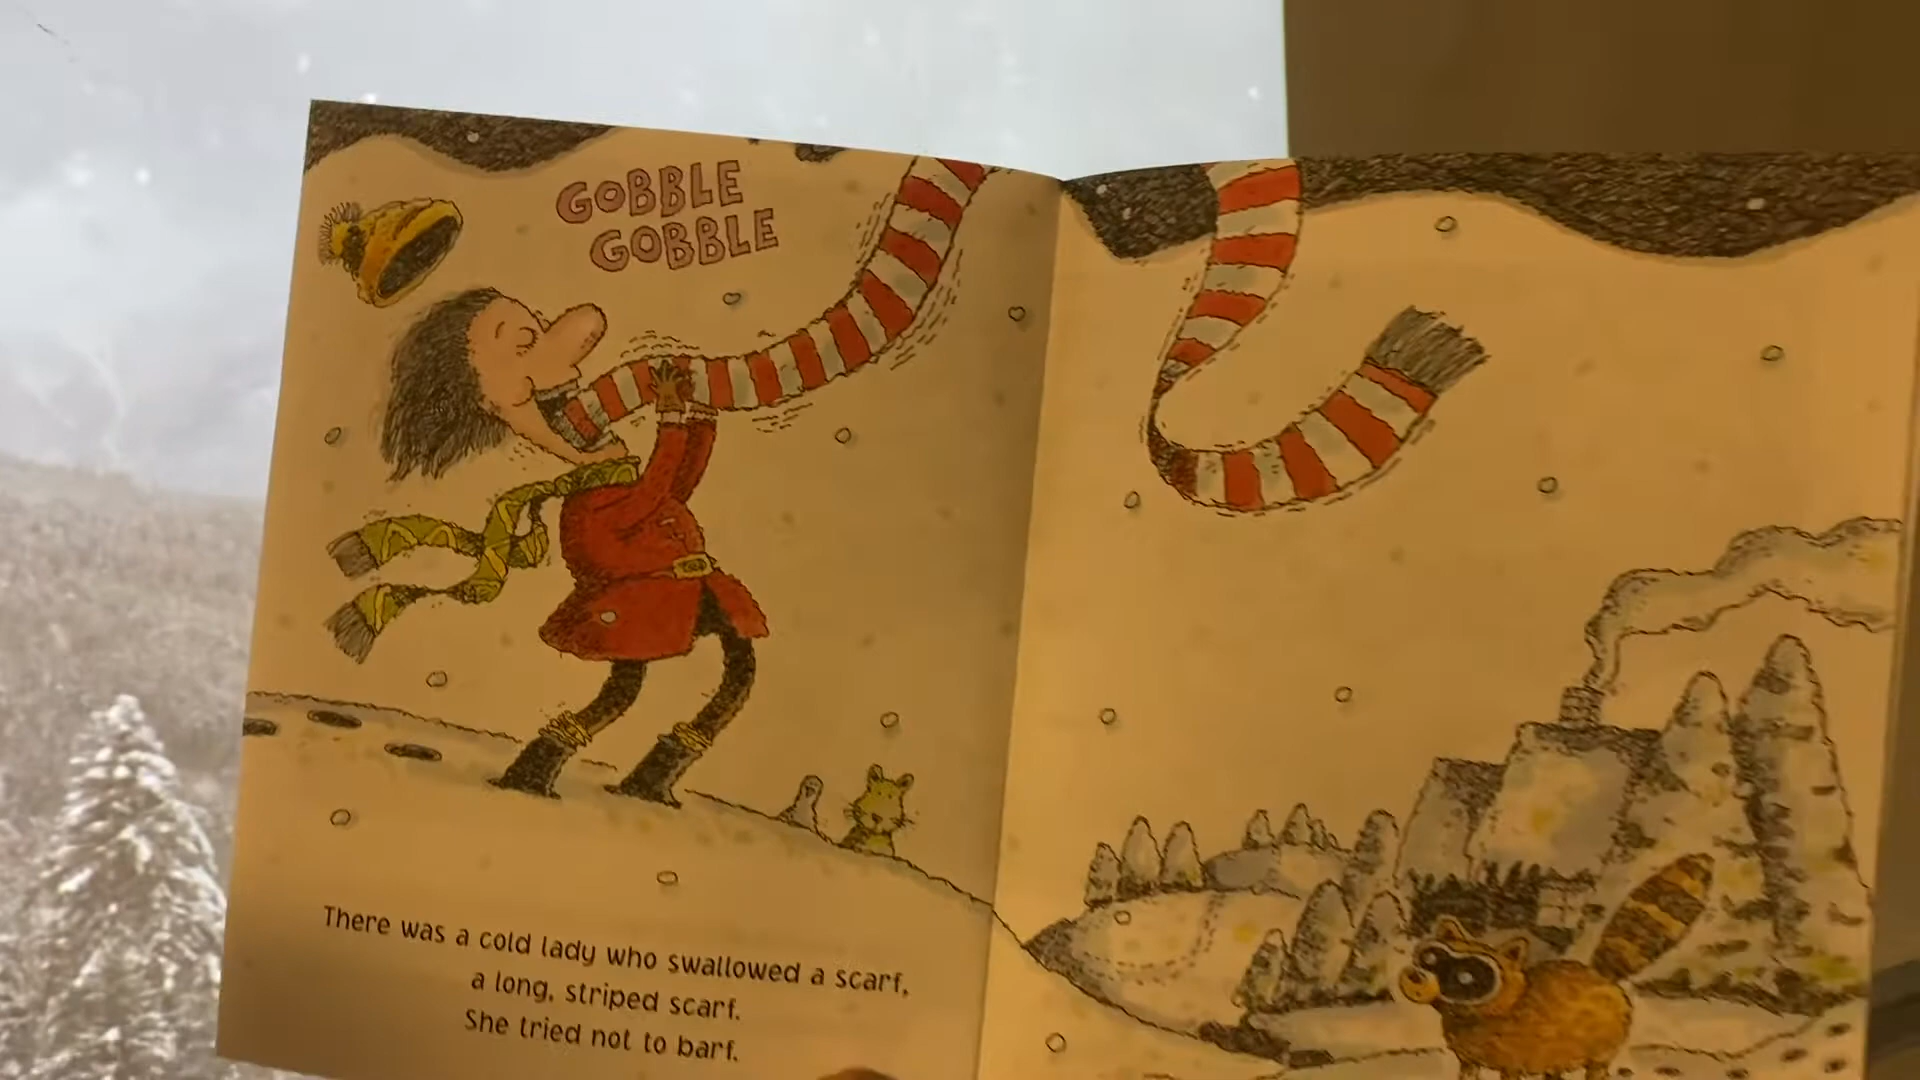 GOBBLE
GOBBLE
There was a cold lady who swallowed a scarf,
a long, striped scarf.
She tried not to barf.